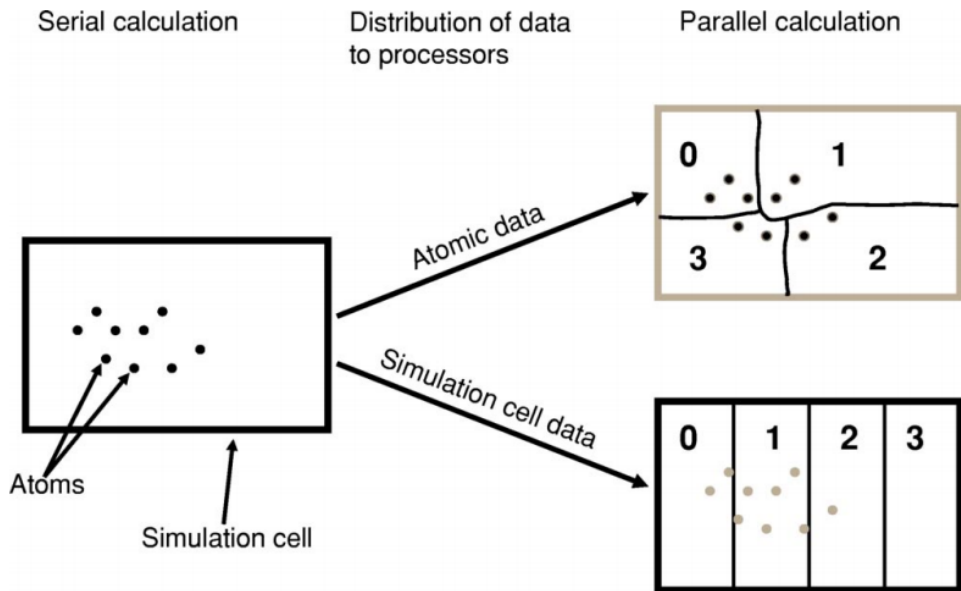 Serial calculation
Distribution of data
to processors
Parallel calculation
0
1
3
2
Atomic data
Simulation cell data
0
1
2
3
Atoms
Simulation cell